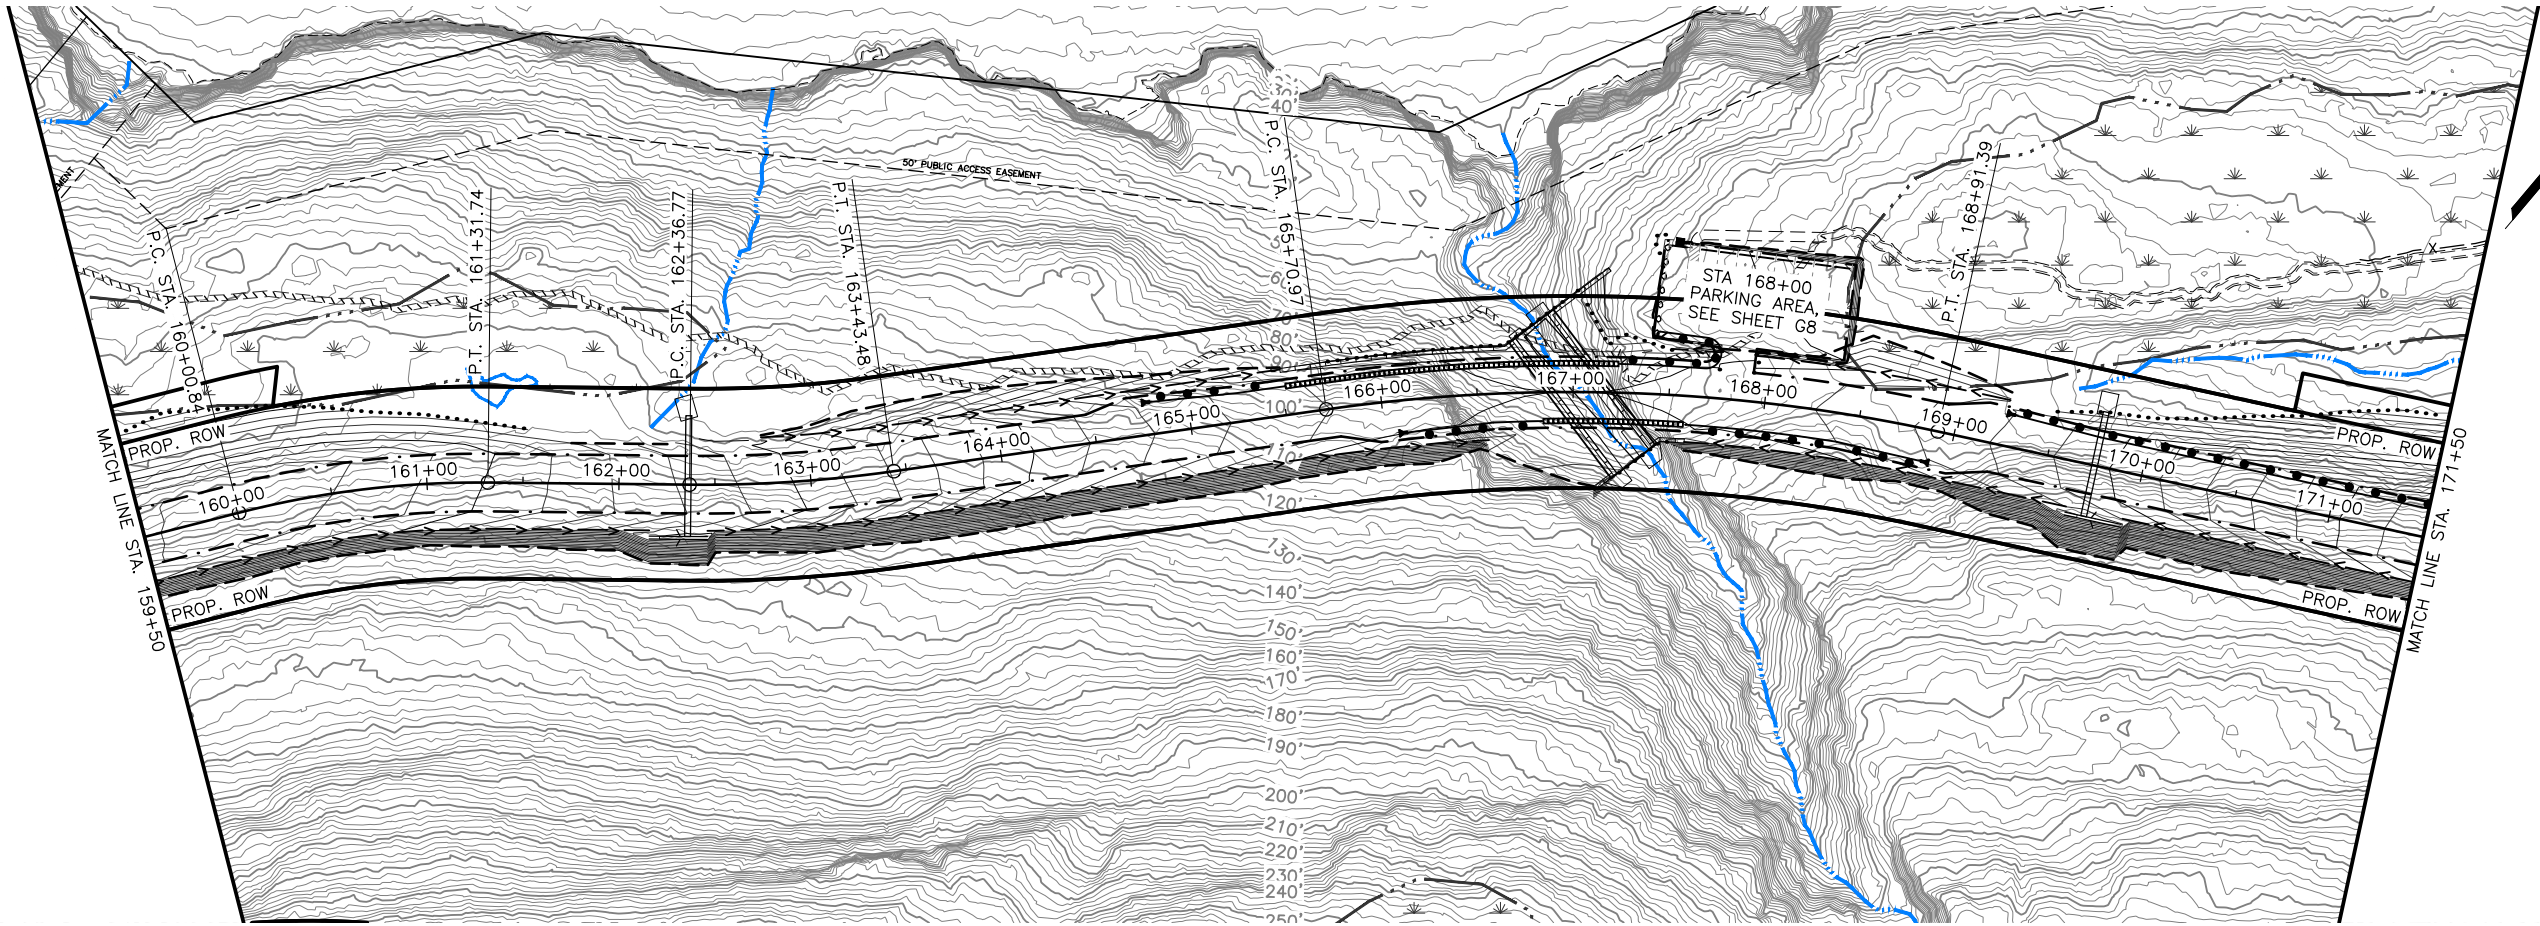 50' PUBLIC ACCESS EASEMENT
MENT
P.C. STA. 160+00.84
P.T. STA. 161+31.74
P.C. STA. 162+36.77
P.T. STA. 163+43.48
P.C. STA. 165+70.97
P.T. STA. 168+91.39
STA 168+00
PARKING AREA,
SEE SHEET G8
X
30'
40'
60'
70'
80'
90'
100'
110'
120'
130'
140'
150'
160'
170'
180'
190'
200'
210'
220'
230'
240'
250'
160+00
161+00
162+00
163+00
164+00
165+00
166+00
167+00
168+00
169+00
170+00
171+00
PROP. ROW
PROP. ROW
PROP. ROW
PROP. ROW
MATCH LINE STA. 159+50
MATCH LINE STA. 171+50